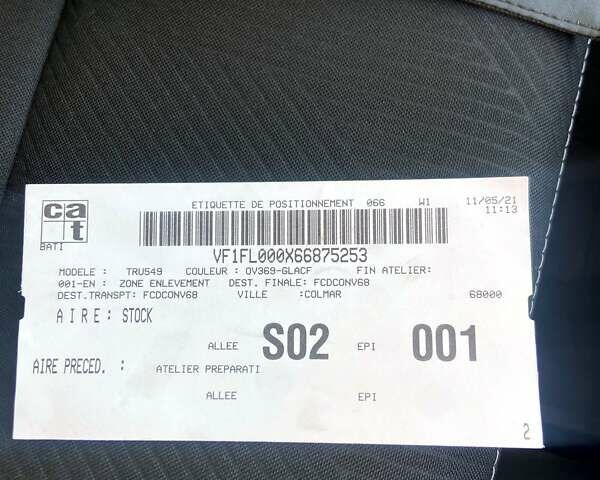 ETIQUETTE DE POSITIONNEMENT 066 W1 11/05/21
11:13
cat
BATI
VF1FL000X66875253
MODELE : TRU549 COULEUR : OV369-GLACF FIN ATELIER:
001-EN : ZONE ENLEVEMENT DEST. FINALE: FCDCONV68
DEST.TRANSPT: FCDCONV68 VILLE :COLMAR 68000
AIRE: STOCK
ALLEE S02 EPI 001
AIRE PRECED. : ATELIER PREPARATI
ALLEE EPI
2